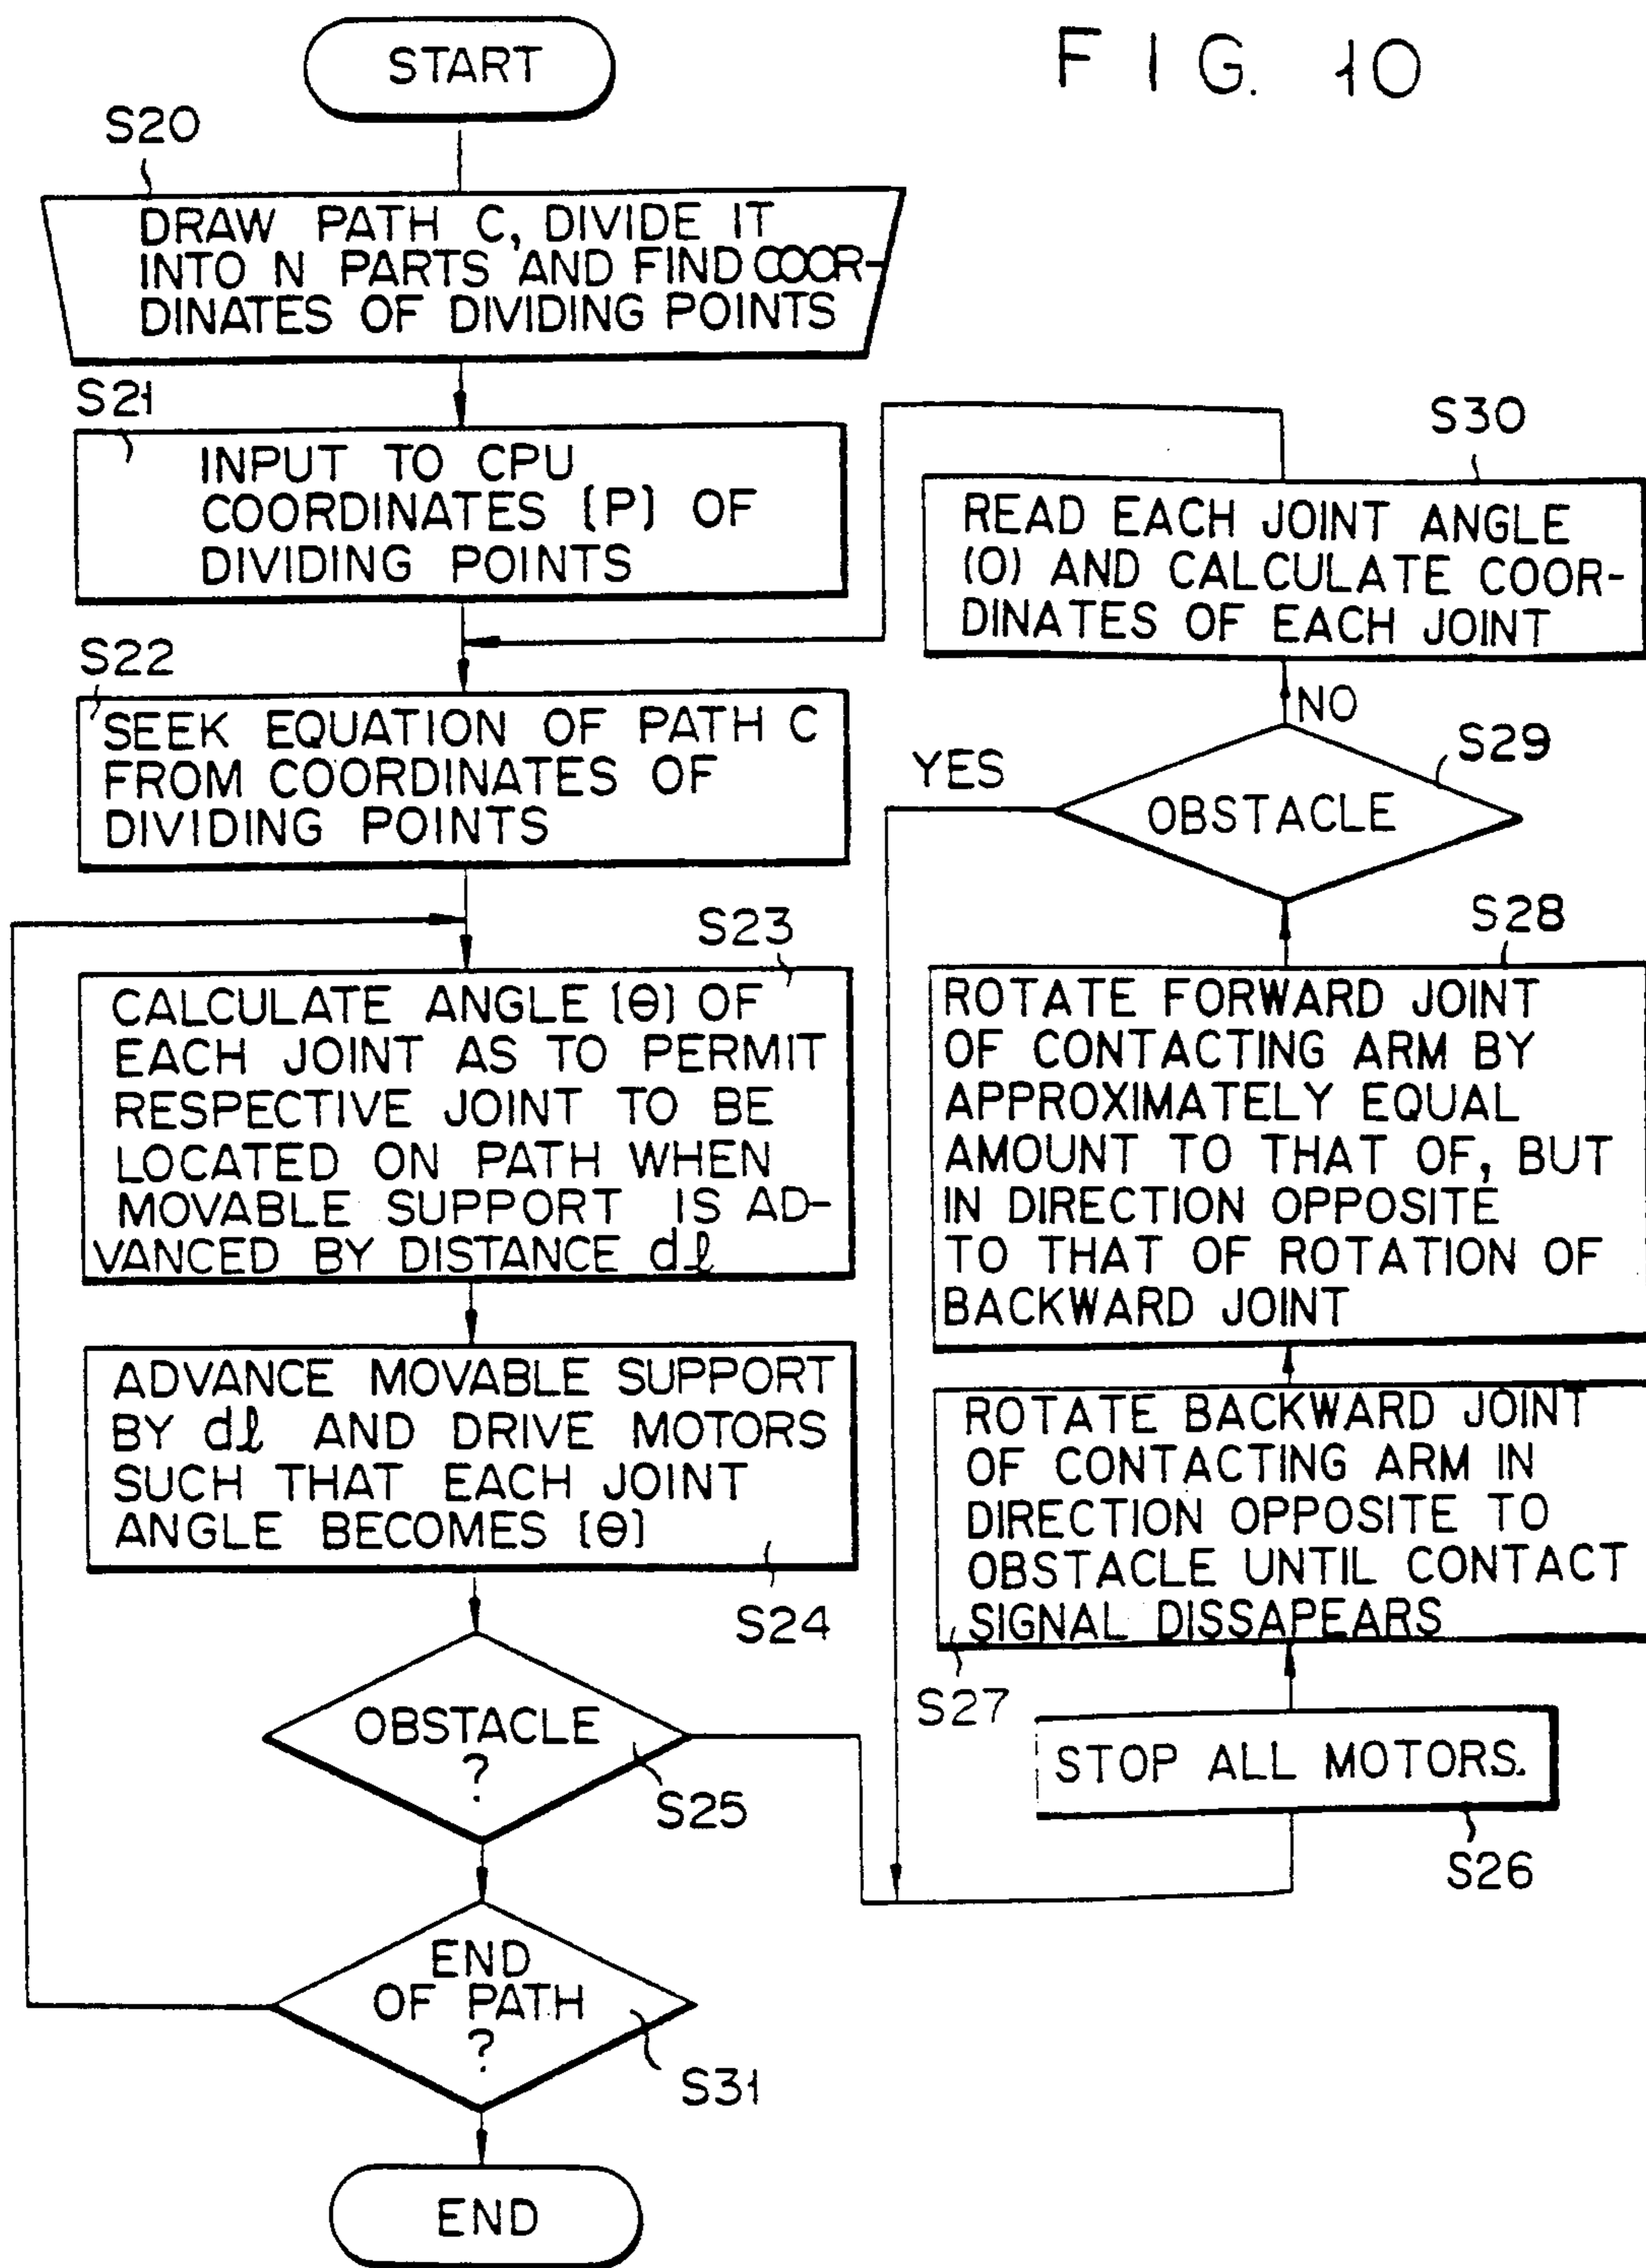 FIG. 10
START
S20
DRAW PATH C, DIVIDE IT
INTO N PARTS AND FIND COOR-
DINATES OF DIVIDING POINTS
S21
INPUT TO CPU
COORDINATES [P] OF
DIVIDING POINTS
S22
SEEK EQUATION OF PATH C
FROM COORDINATES OF
DIVIDING POINTS
S23
CALCULATE ANGLE [θ] OF
EACH JOINT AS TO PERMIT
RESPECTIVE JOINT TO BE
LOCATED ON PATH WHEN
MOVABLE SUPPORT IS AD-
VANCED BY DISTANCE dℓ
ADVANCE MOVABLE SUPPORT
BY dℓ AND DRIVE MOTORS
SUCH THAT EACH JOINT
ANGLE BECOMES [θ]
S24
OBSTACLE
?
S25
END
OF PATH
?
S31
END
S30
READ EACH JOINT ANGLE
(O) AND CALCULATE COOR-
DINATES OF EACH JOINT
NO
YES
S29
OBSTACLE
S28
ROTATE FORWARD JOINT
OF CONTACTING ARM BY
APPROXIMATELY EQUAL
AMOUNT TO THAT OF, BUT
IN DIRECTION OPPOSITE
TO THAT OF ROTATION OF
BACKWARD JOINT
ROTATE BACKWARD JOINT
OF CONTACTING ARM IN
DIRECTION OPPOSITE TO
OBSTACLE UNTIL CONTACT
SIGNAL DISSAPEARS
S27
STOP ALL MOTORS.
S26